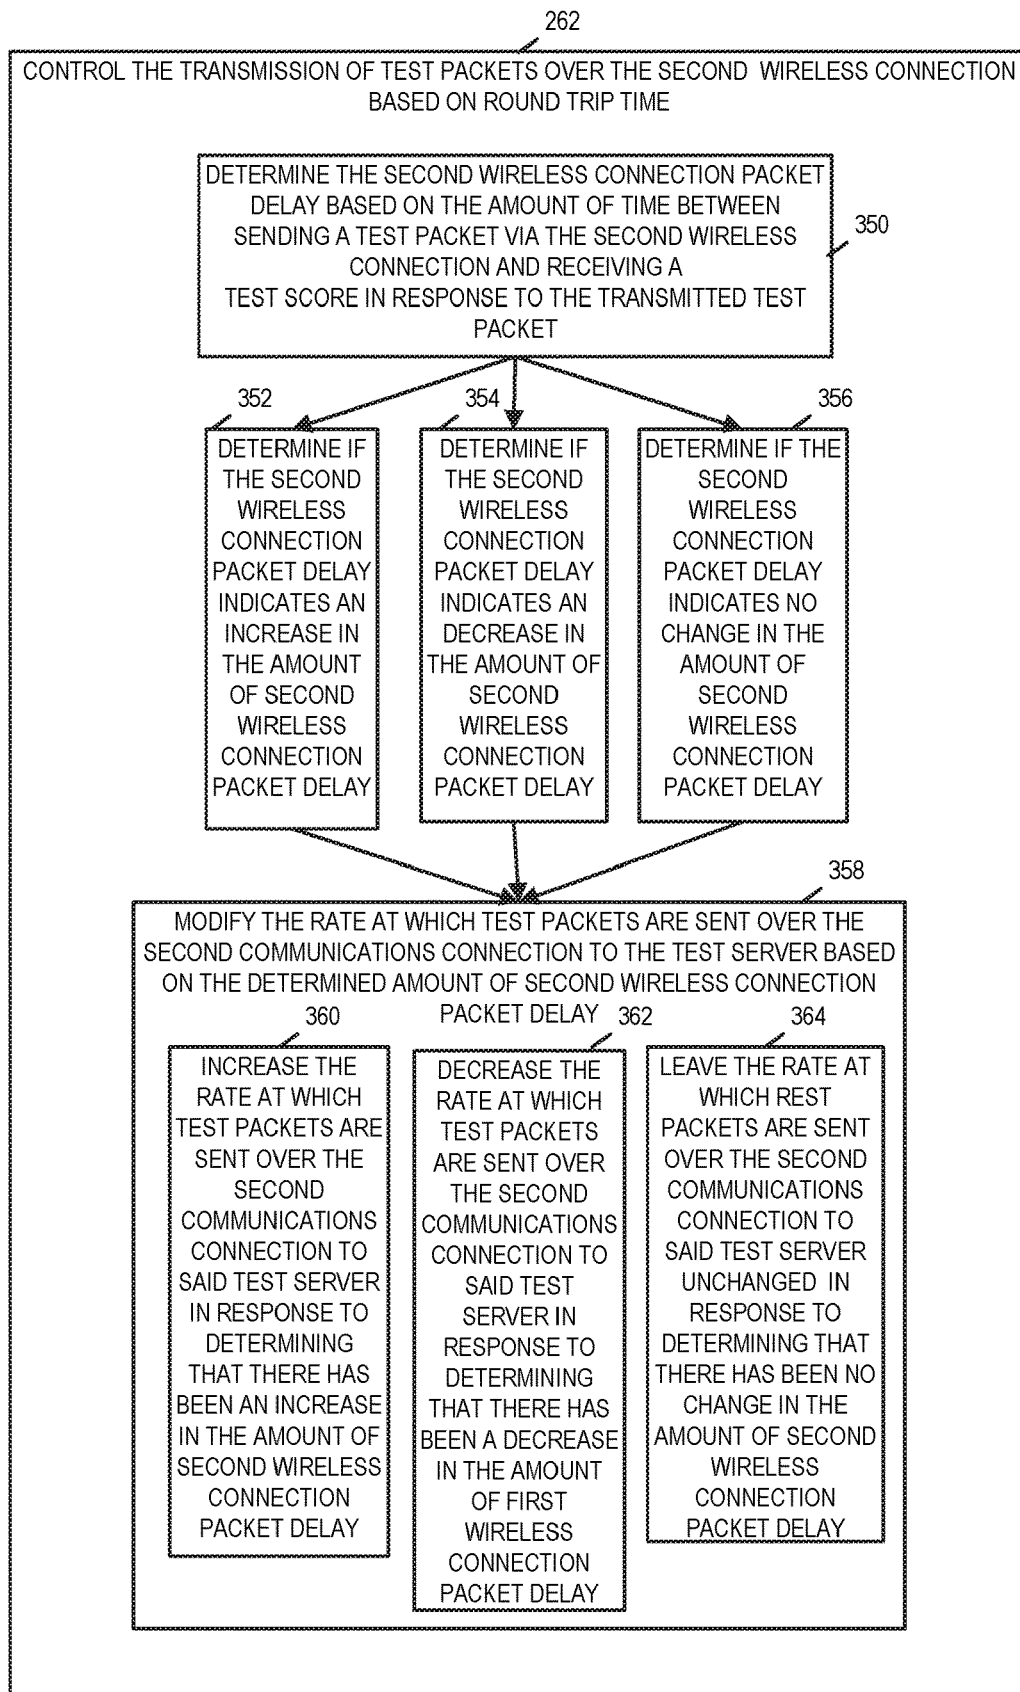 262
CONTROL THE TRANSMISSION OF TEST PACKETS OVER THE SECOND WIRELESS CONNECTION
BASED ON ROUND TRIP TIME
DETERMINE THE SECOND WIRELESS CONNECTION PACKET
DELAY BASED ON THE AMOUNT OF TIME BETWEEN
SENDING A TEST PACKET VIA THE SECOND WIRELESS
CONNECTION AND RECEIVING A
TEST SCORE IN RESPONSE TO THE TRANSMITTED TEST
PACKET
350
352
DETERMINE IF
THE SECOND
WIRELESS
CONNECTION
PACKET DELAY
INDICATES AN
INCREASE IN
THE AMOUNT
OF SECOND
WIRELESS
CONNECTION
PACKET DELAY
354
DETERMINE IF
THE SECOND
WIRELESS
CONNECTION
PACKET DELAY
INDICATES AN
DECREASE IN
THE AMOUNT OF
SECOND
WIRELESS
CONNECTION
PACKET DELAY
356
DETERMINE IF THE
SECOND
WIRELESS
CONNECTION
PACKET DELAY
INDICATES NO
CHANGE IN THE
AMOUNT OF
SECOND
WIRELESS
CONNECTION
PACKET DELAY
358
MODIFY THE RATE AT WHICH TEST PACKETS ARE SENT OVER THE
SECOND COMMUNICATIONS CONNECTION TO THE TEST SERVER BASED
ON THE DETERMINED AMOUNT OF SECOND WIRELESS CONNECTION
PACKET DELAY
360
INCREASE THE
RATE AT WHICH
TEST PACKETS ARE
SENT OVER THE
SECOND
COMMUNICATIONS
CONNECTION TO
SAID TEST SERVER
IN RESPONSE TO
DETERMINING
THAT THERE HAS
BEEN AN INCREASE
IN THE AMOUNT OF
SECOND WIRELESS
CONNECTION
PACKET DELAY
362
DECREASE THE
RATE AT WHICH
TEST PACKETS
ARE SENT OVER
THE SECOND
COMMUNICATIONS
CONNECTION TO
SAID TEST
SERVER IN
RESPONSE TO
DETERMINING
THAT THERE HAS
BEEN A DECREASE
IN THE AMOUNT
OF FIRST
WIRELESS
CONNECTION
PACKET DELAY
364
LEAVE THE RATE AT
WHICH REST
PACKETS ARE SENT
OVER THE SECOND
COMMUNICATIONS
CONNECTION TO
SAID TEST SERVER
UNCHANGED IN
RESPONSE TO
DETERMINING THAT
THERE HAS BEEN NO
CHANGE IN THE
AMOUNT OF SECOND
WIRELESS
CONNECTION
PACKET DELAY